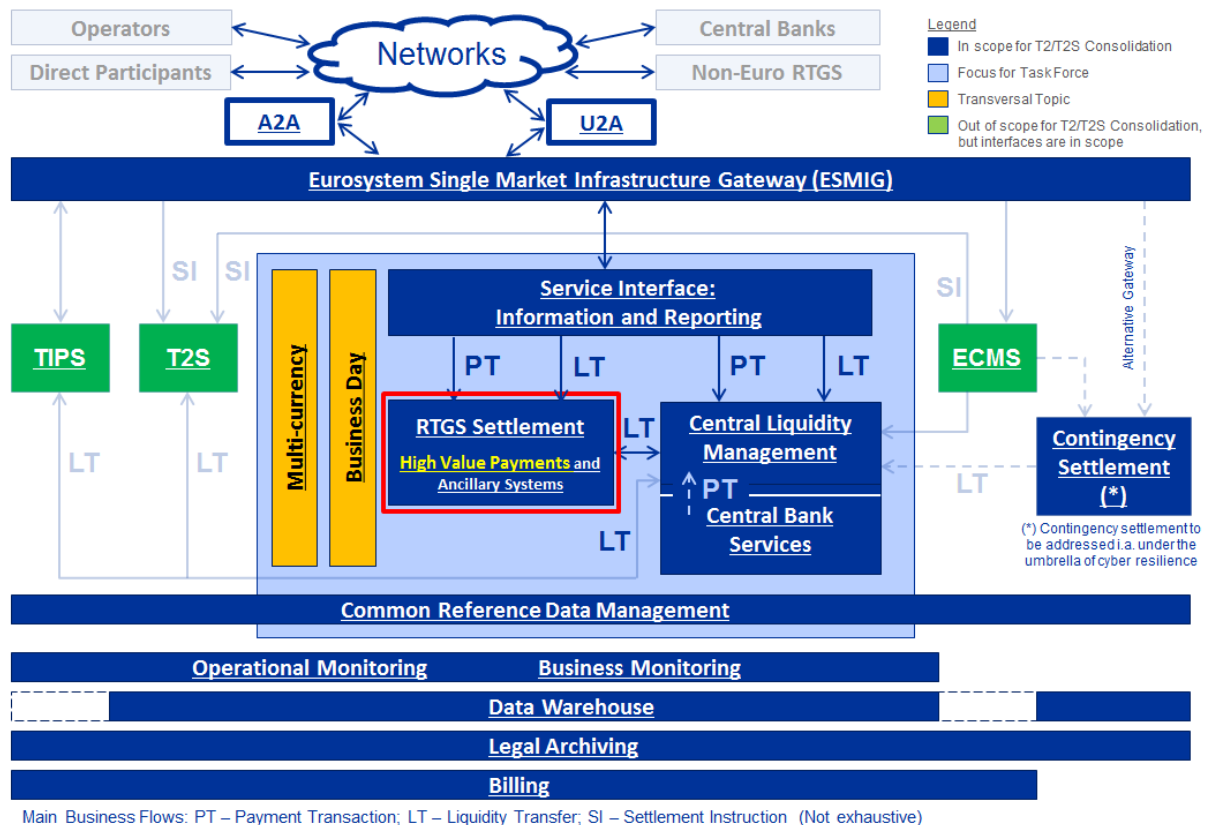 Operators
Direct Participants
Networks
Central Banks
Non-Euro RTGS
Legend
In scope for T2/T2S Consolidation
Focus for Task Force
Transversal Topic
Out of scope for T2/T2S Consolidation,
but interfaces are in scope
A2A
U2A
Eurosystem Single Market Infrastructure Gateway (ESMIG)
SI
SI
SI
Alternative Gateway
Service Interface:
Information and Reporting
TIPS
T2S
Multi-currency
Business Day
PT
LT
PT
LT
ECMS
RTGS Settlement
High Value Payments and
Ancillary Systems
LT
Central Liquidity
Management
PT
Central Bank
Services
Contingency
Settlement
(*)
LT
LT
LT
LT
(*) Contingency settlement to
be addressed i.a. under the
umbrella of cyber resilience
Common Reference Data Management
Operational Monitoring
Business Monitoring
Data Warehouse
Legal Archiving
Billing
Main Business Flows: PT – Payment Transaction; LT – Liquidity Transfer; SI – Settlement Instruction (Not exhaustive)